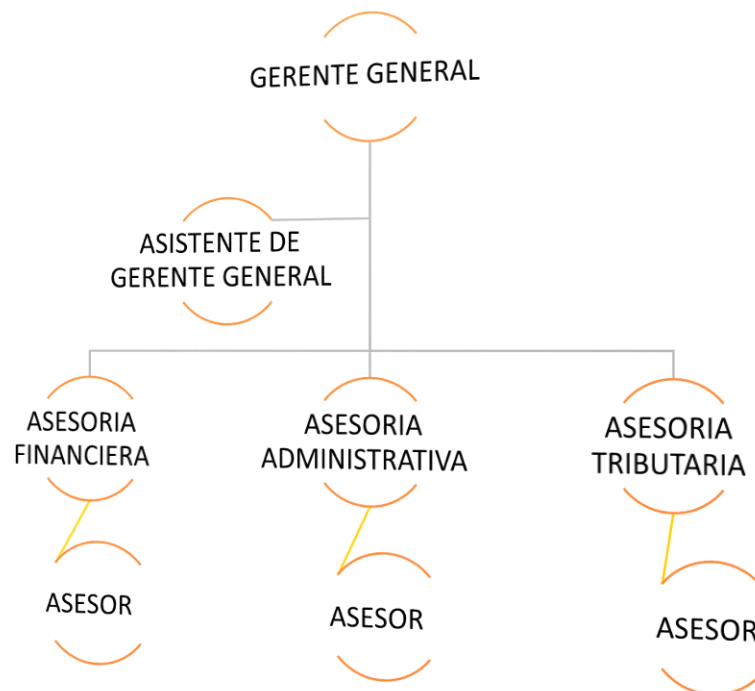 GERENTE GENERAL
ASISTENTE DE
GERENTE GENERAL
ASESORIA
FINANCIERA
ASESORIA
ADMINISTRATIVA
ASESORIA
TRIBUTARIA
ASESOR
ASESOR
ASESOR